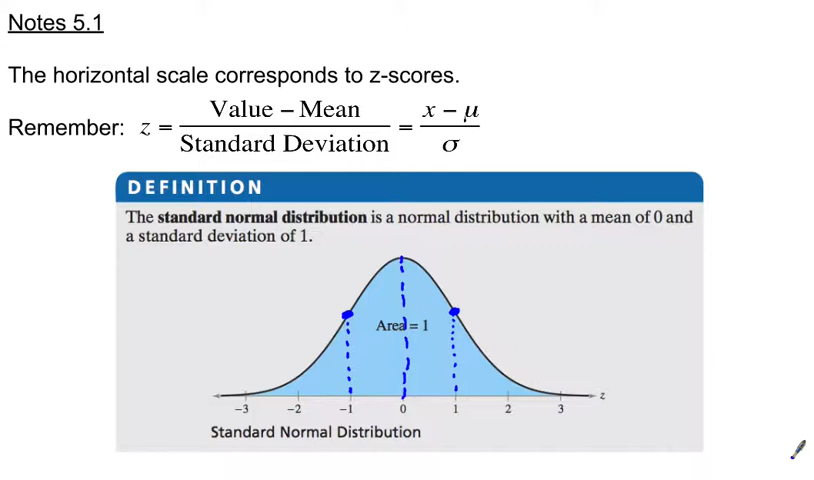 Notes 5.1
The horizontal scale corresponds to z-scores.
Remember: z = Value − Mean / Standard Deviation = x − μ / σ
DEFINITION
The standard normal distribution is a normal distribution with a mean of 0 and
a standard deviation of 1.
Area = 1
−3 −2 −1 0 1 2 3 z
Standard Normal Distribution